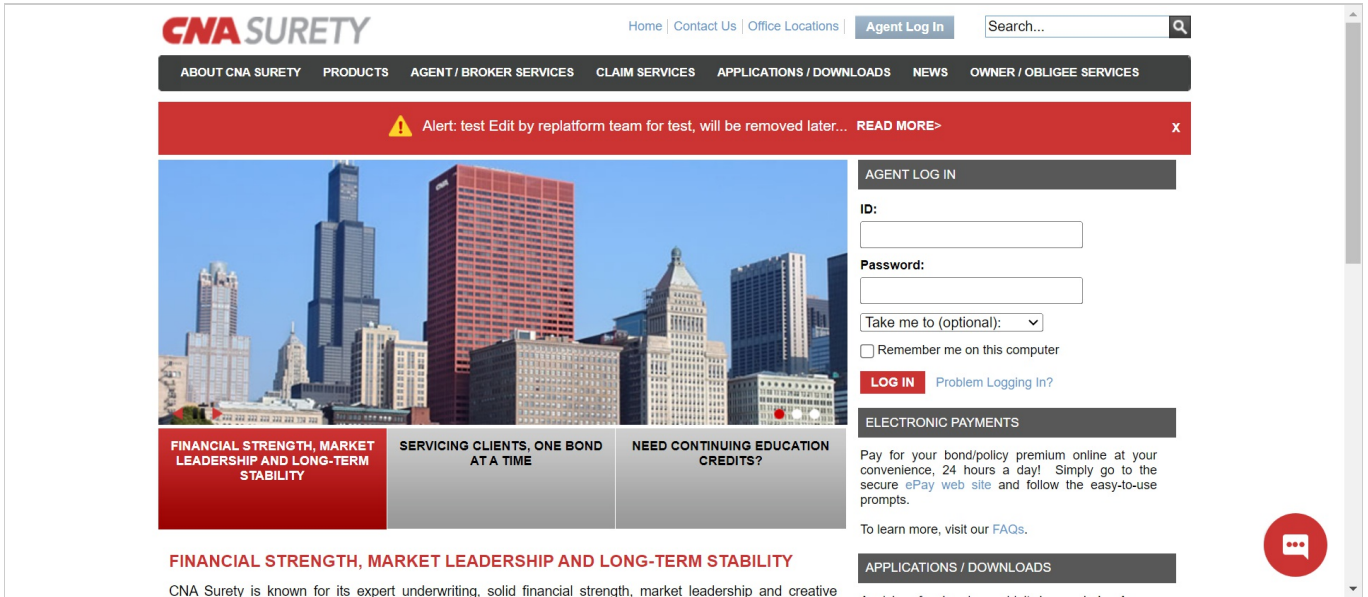 CNA SURETY
Home Contact Us Office Locations Agent Log In Search...
ABOUT CNA SURETY PRODUCTS AGENT / BROKER SERVICES CLAIM SERVICES APPLICATIONS / DOWNLOADS NEWS OWNER / OBLIGEE SERVICES
Alert: test Edit by replatform team for test, will be removed later... READ MORE> X
CNA
FINANCIAL STRENGTH, MARKET
LEADERSHIP AND LONG-TERM
STABILITY
SERVICING CLIENTS, ONE BOND
AT A TIME
NEED CONTINUING EDUCATION
CREDITS?
FINANCIAL STRENGTH, MARKET LEADERSHIP AND LONG-TERM STABILITY
CNA Surety is known for its expert underwriting, solid financial strength, market leadership and creative
AGENT LOG IN
ID:
Password:
Take me to (optional):
Remember me on this computer
LOG IN Problem Logging In?
ELECTRONIC PAYMENTS
Pay for your bond/policy premium online at your
convenience, 24 hours a day! Simply go to the
secure ePay web site and follow the easy-to-use
prompts.
To learn more, visit our FAQs.
APPLICATIONS / DOWNLOADS